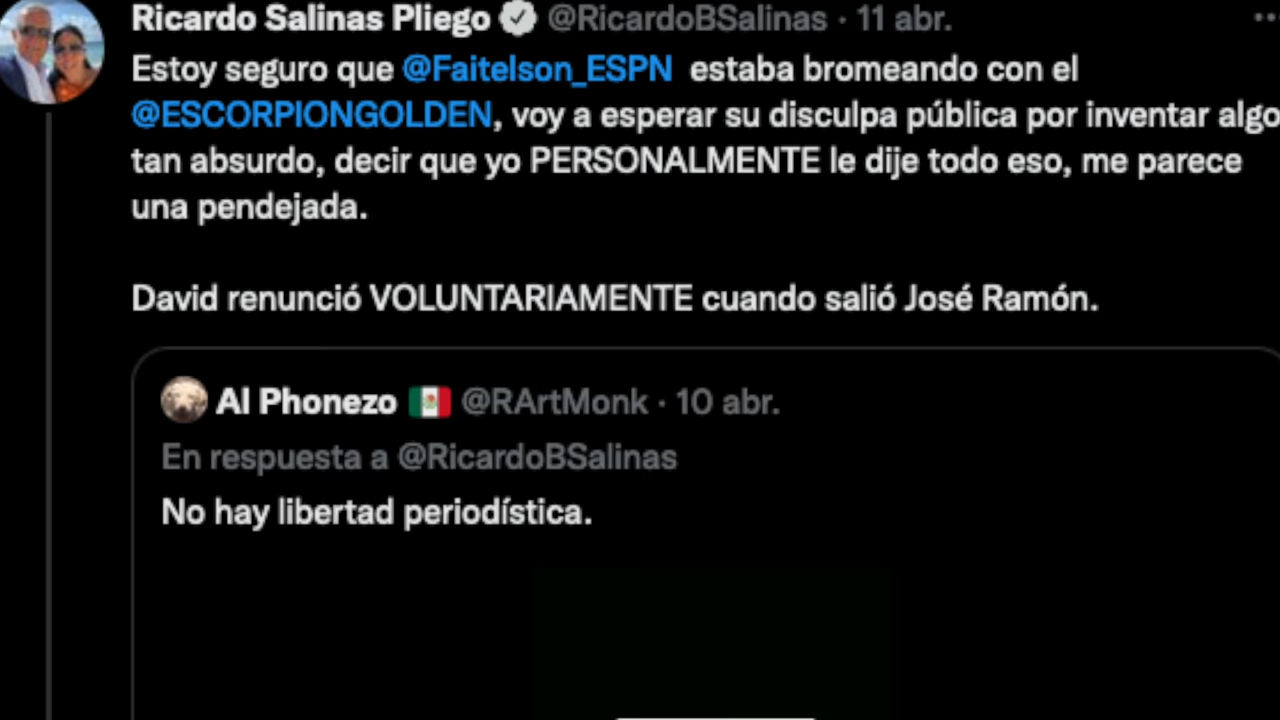 Ricardo Salinas Pliego @RicardoBSalinas · 11 abr.
Estoy seguro que @Faitelson_ESPN estaba bromeando con el
@ESCORPIONGOLDEN, voy a esperar su disculpa pública por inventar algo
tan absurdo, decir que yo PERSONALMENTE le dije todo eso, me parece
una pendejada.
David renunció VOLUNTARIAMENTE cuando salió José Ramón.
Al Phonezo @RArtMonk · 10 abr.
En respuesta a @RicardoBSalinas
No hay libertad periodística.